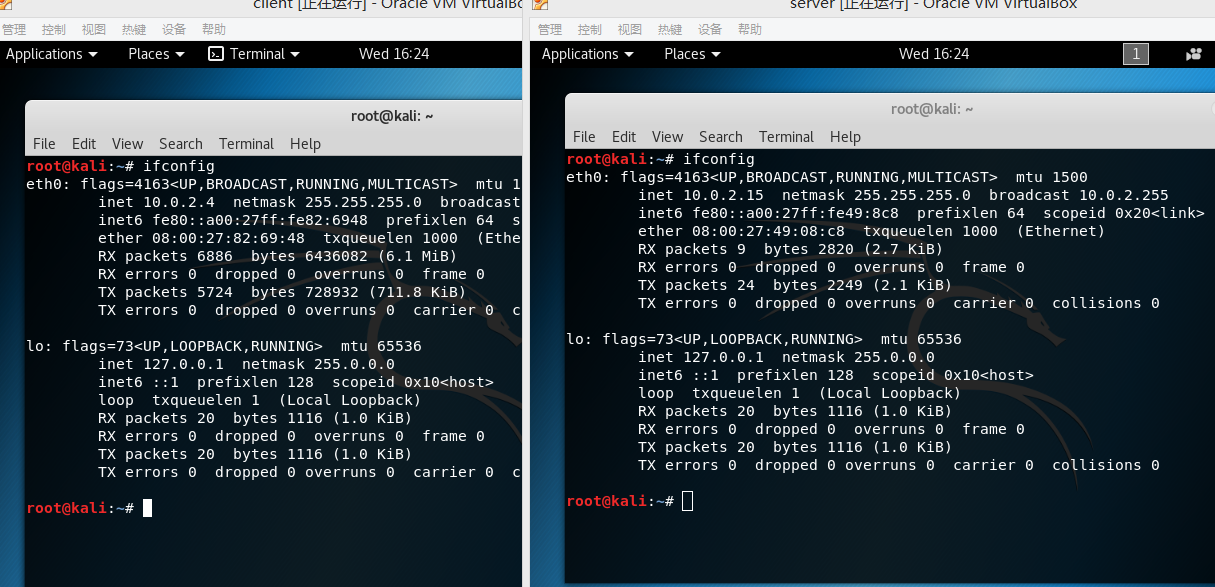 client [正在运行] - Oracle VM VirtualBo
管理 控制 视图 热键 设备 帮助
Applications Places Terminal Wed 16:24
root@kali: ~
File Edit View Search Terminal Help
root@kali:~# ifconfig
eth0: flags=4163<UP,BROADCAST,RUNNING,MULTICAST>  mtu 1
        inet 10.0.2.4  netmask 255.255.255.0  broadcast
        inet6 fe80::a00:27ff:fe82:6948  prefixlen 64  s
        ether 08:00:27:82:69:48  txqueuelen 1000  (Ethe
        RX packets 6886  bytes 6436082 (6.1 MiB)
        RX errors 0  dropped 0  overruns 0  frame 0
        TX packets 5724  bytes 728932 (711.8 KiB)
        TX errors 0  dropped 0 overruns 0  carrier 0  c
lo: flags=73<UP,LOOPBACK,RUNNING>  mtu 65536
        inet 127.0.0.1  netmask 255.0.0.0
        inet6 ::1  prefixlen 128  scopeid 0x10<host>
        loop  txqueuelen 1  (Local Loopback)
        RX packets 20  bytes 1116 (1.0 KiB)
        RX errors 0  dropped 0  overruns 0  frame 0
        TX packets 20  bytes 1116 (1.0 KiB)
        TX errors 0  dropped 0 overruns 0  carrier 0  c
root@kali:~#
server [正在运行] - Oracle VM VirtualBox
管理 控制 视图 热键 设备 帮助
Applications Places Wed 16:24 1
root@kali: ~
File Edit View Search Terminal Help
root@kali:~# ifconfig
eth0: flags=4163<UP,BROADCAST,RUNNING,MULTICAST>  mtu 1500
        inet 10.0.2.15  netmask 255.255.255.0  broadcast 10.0.2.255
        inet6 fe80::a00:27ff:fe49:8c8  prefixlen 64  scopeid 0x20<link>
        ether 08:00:27:49:08:c8  txqueuelen 1000  (Ethernet)
        RX packets 9  bytes 2820 (2.7 KiB)
        RX errors 0  dropped 0  overruns 0  frame 0
        TX packets 24  bytes 2249 (2.1 KiB)
        TX errors 0  dropped 0 overruns 0  carrier 0  collisions 0
lo: flags=73<UP,LOOPBACK,RUNNING>  mtu 65536
        inet 127.0.0.1  netmask 255.0.0.0
        inet6 ::1  prefixlen 128  scopeid 0x10<host>
        loop  txqueuelen 1  (Local Loopback)
        RX packets 20  bytes 1116 (1.0 KiB)
        RX errors 0  dropped 0  overruns 0  frame 0
        TX packets 20  bytes 1116 (1.0 KiB)
        TX errors 0  dropped 0 overruns 0  carrier 0  collisions 0
root@kali:~#